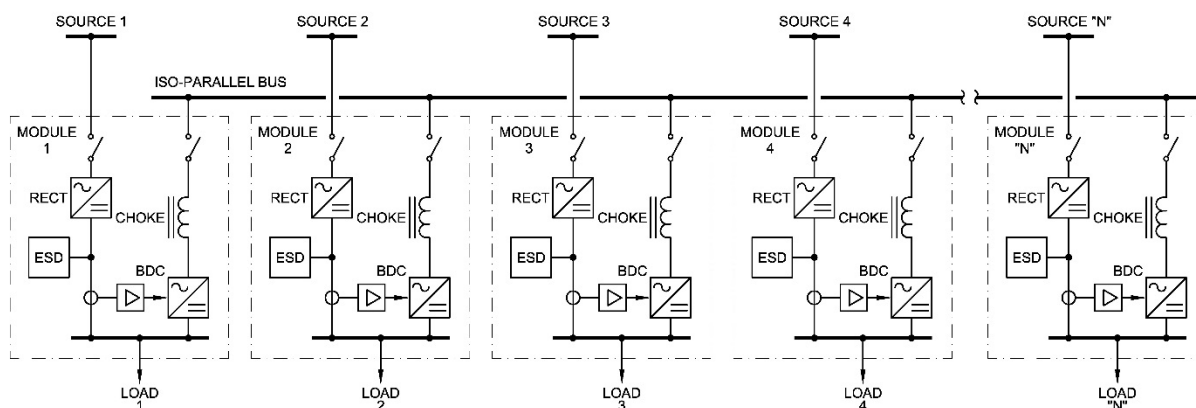 SOURCE 1
SOURCE 2
SOURCE 3
SOURCE 4
SOURCE "N"
ISO-PARALLEL BUS
MODULE
1
RECT
CHOKE
ESD
BDC
LOAD
1
MODULE
2
RECT
CHOKE
ESD
BDC
LOAD
2
MODULE
3
RECT
CHOKE
ESD
BDC
LOAD
3
MODULE
4
RECT
CHOKE
ESD
BDC
LOAD
4
MODULE
"N"
RECT
CHOKE
ESD
BDC
LOAD
"N"